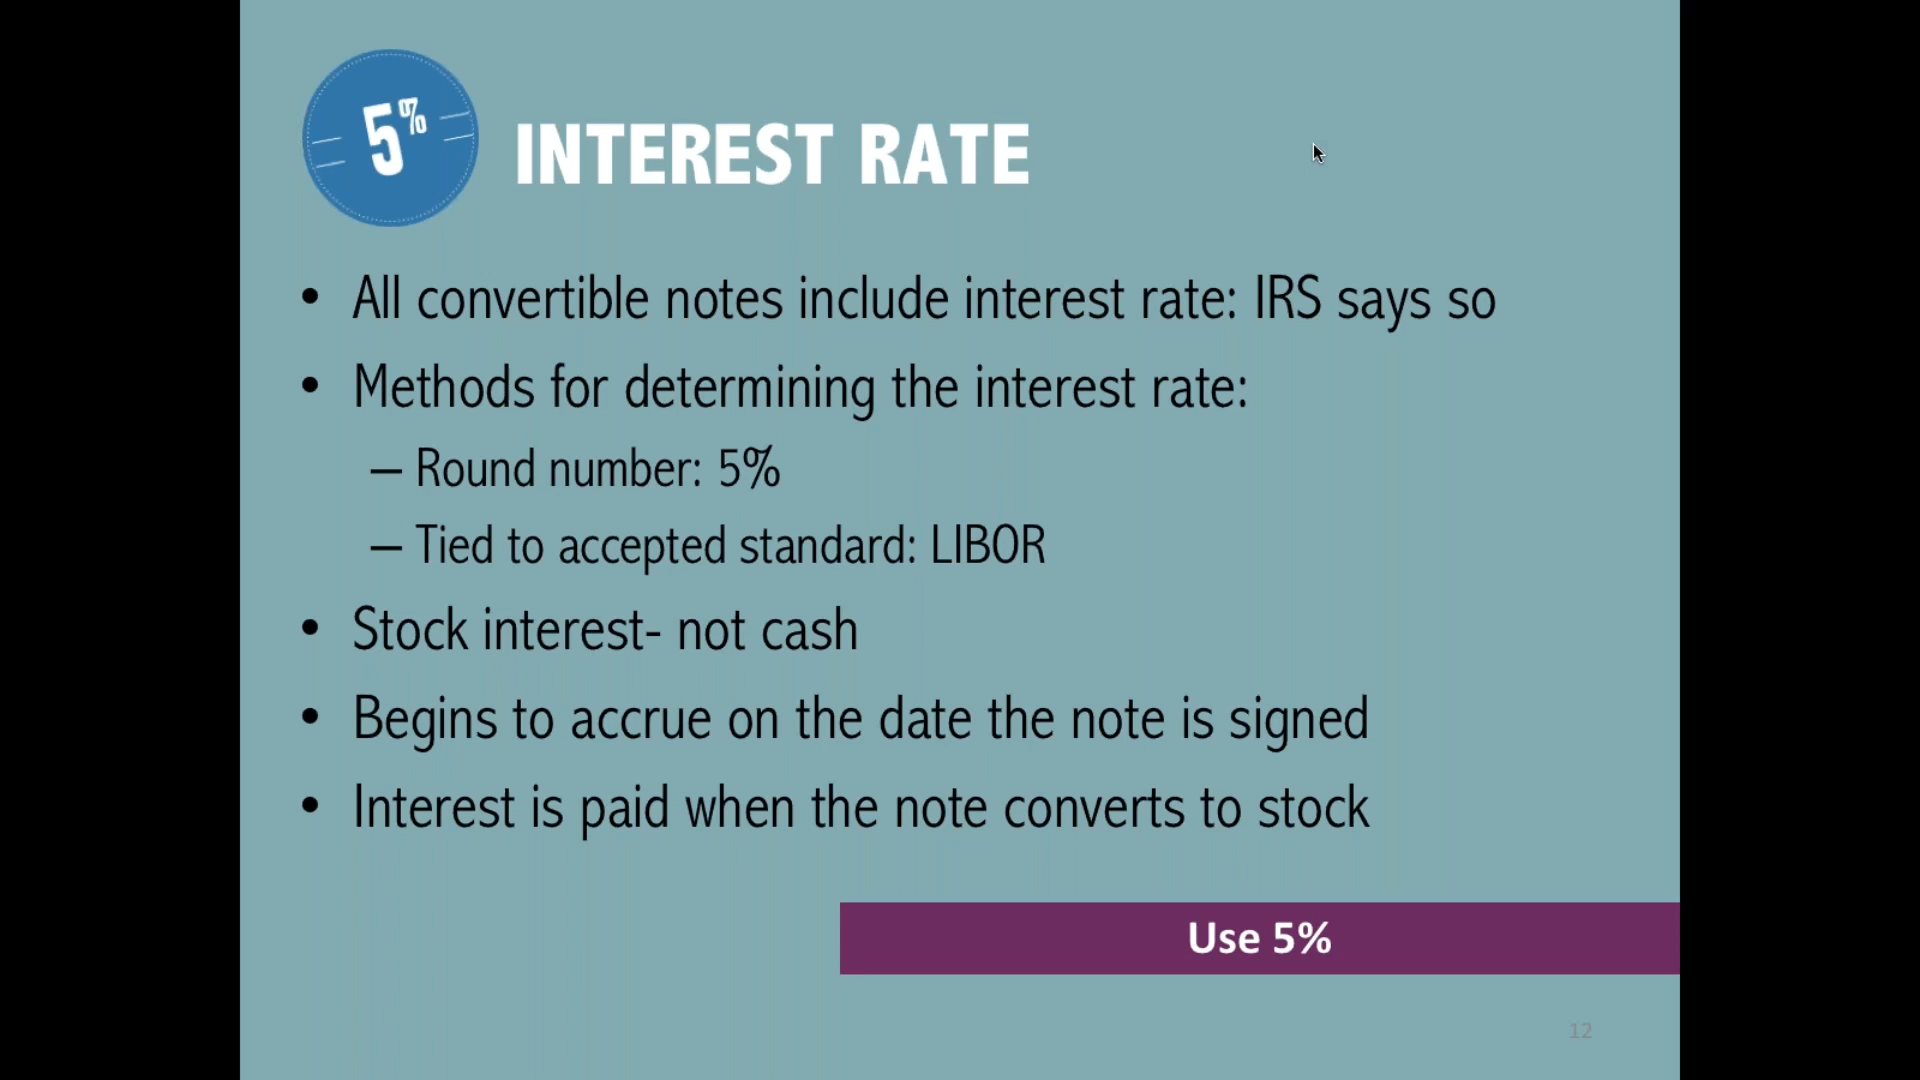 5%
INTEREST RATE
• All convertible notes include interest rate: IRS says so
• Methods for determining the interest rate:
– Round number: 5%
– Tied to accepted standard: LIBOR
• Stock interest- not cash
• Begins to accrue on the date the note is signed
• Interest is paid when the note converts to stock
Use 5%
12